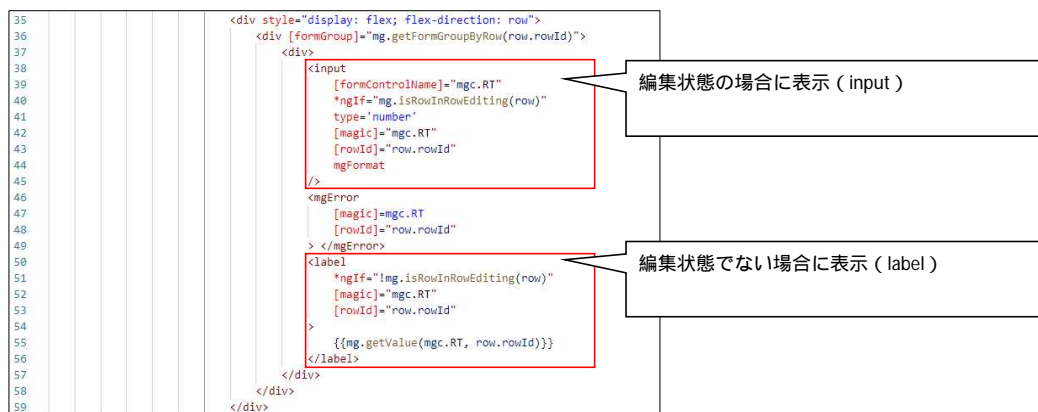 35 <div style="display: flex; flex-direction: row">
36 <div [formGroup]="mg.getFormGroupByRow(row.rowId)">
37 <div>
38 <input
39 [formControlName]="mgc.RT"
40 *ngIf="mg.isRowInRowEditing(row)"
41 type='number'
42 [magic]="mgc.RT"
43 [rowId]="row.rowId"
44 mgFormat
45 />
46 <mgError
47 [magic]=mgc.RT
48 [rowId]="row.rowId"
49 > </mgError>
50 <label
51 *ngIf="!mg.isRowInRowEditing(row)"
52 [magic]="mgc.RT"
53 [rowId]="row.rowId"
54 >
55 {{mg.getValue(mgc.RT, row.rowId)}}
56 </label>
57 </div>
58 </div>
59 </div>
編集状態の場合に表示（input）
編集状態でない場合に表示（label）